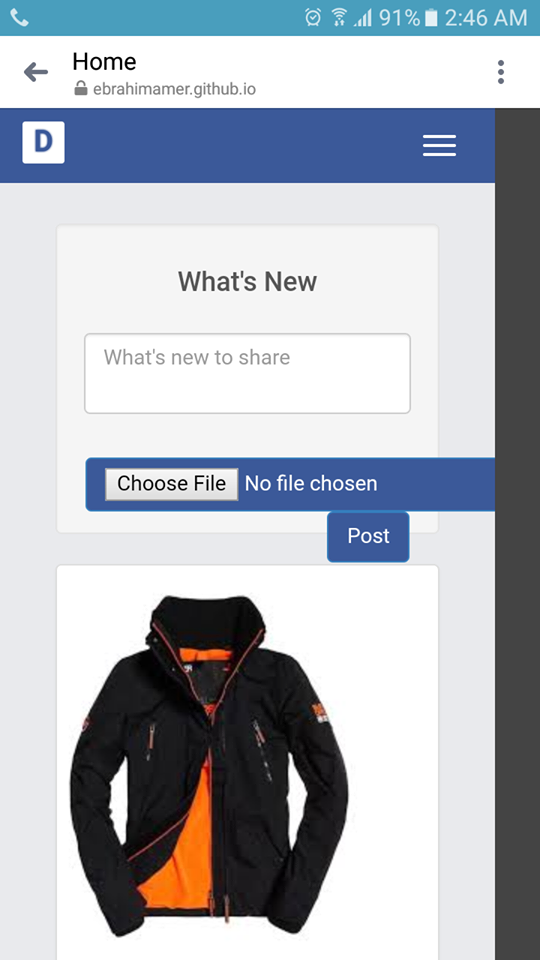 91% 2:46 AM
Home
ebrahimamer.github.io
D
What's New
What's new to share
Choose File No file chosen
Post